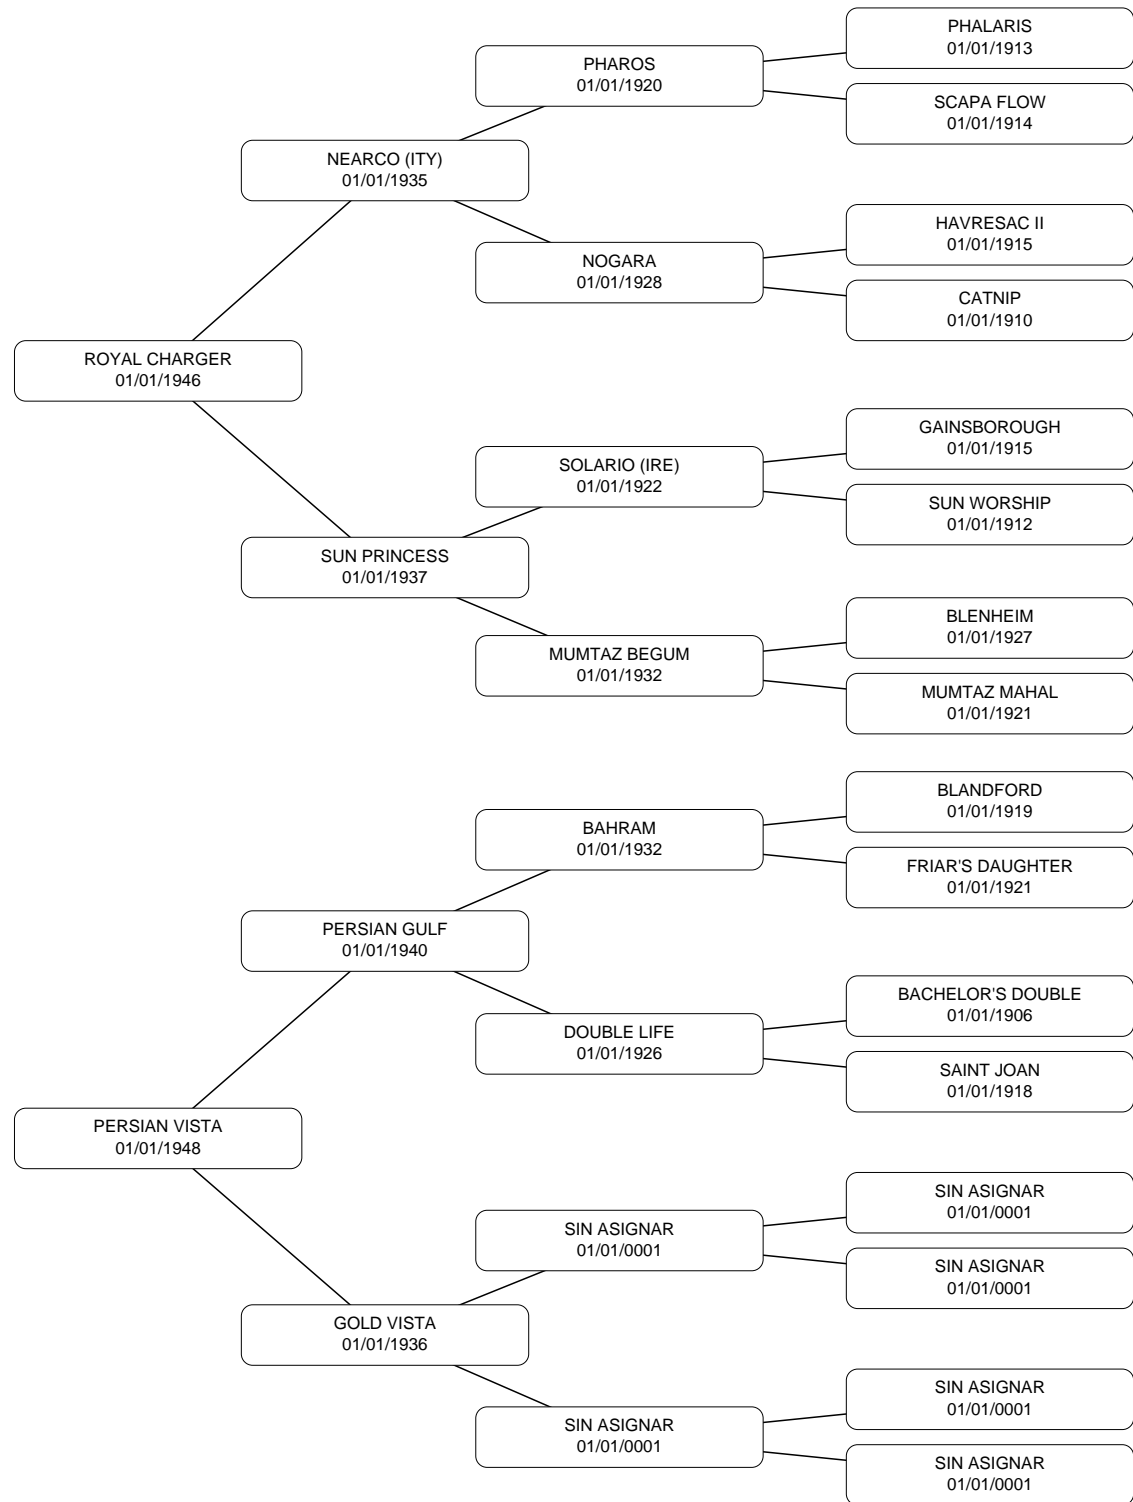 PHALARIS
01/01/1913
PHAROS
01/01/1920
SCAPA FLOW
01/01/1914
NEARCO (ITY)
01/01/1935
HAVRESAC II
01/01/1915
NOGARA
01/01/1928
CATNIP
01/01/1910
ROYAL CHARGER
01/01/1946
GAINSBOROUGH
01/01/1915
SOLARIO (IRE)
01/01/1922
SUN WORSHIP
01/01/1912
SUN PRINCESS
01/01/1937
BLENHEIM
01/01/1927
MUMTAZ BEGUM
01/01/1932
MUMTAZ MAHAL
01/01/1921
BLANDFORD
01/01/1919
BAHRAM
01/01/1932
FRIAR'S DAUGHTER
01/01/1921
PERSIAN GULF
01/01/1940
BACHELOR'S DOUBLE
01/01/1906
DOUBLE LIFE
01/01/1926
SAINT JOAN
01/01/1918
PERSIAN VISTA
01/01/1948
SIN ASIGNAR
01/01/0001
SIN ASIGNAR
01/01/0001
SIN ASIGNAR
01/01/0001
GOLD VISTA
01/01/1936
SIN ASIGNAR
01/01/0001
SIN ASIGNAR
01/01/0001
SIN ASIGNAR
01/01/0001